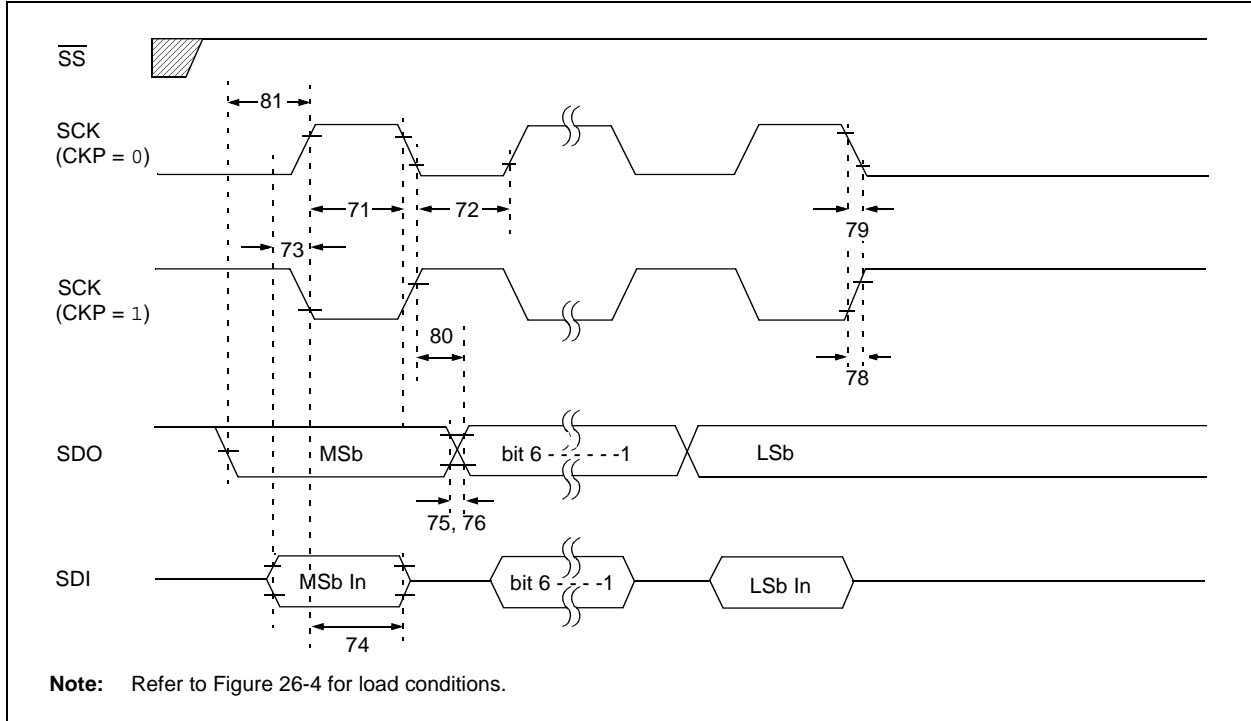 SS
81
SCK
(CKP = 0)
71
72
79
73
SCK
(CKP = 1)
80
78
SDO
MSb
bit 6 - - - - - -1
LSb
75, 76
SDI
MSb In
bit 6 - - - - -1
LSb In
74
Note: Refer to Figure 26-4 for load conditions.